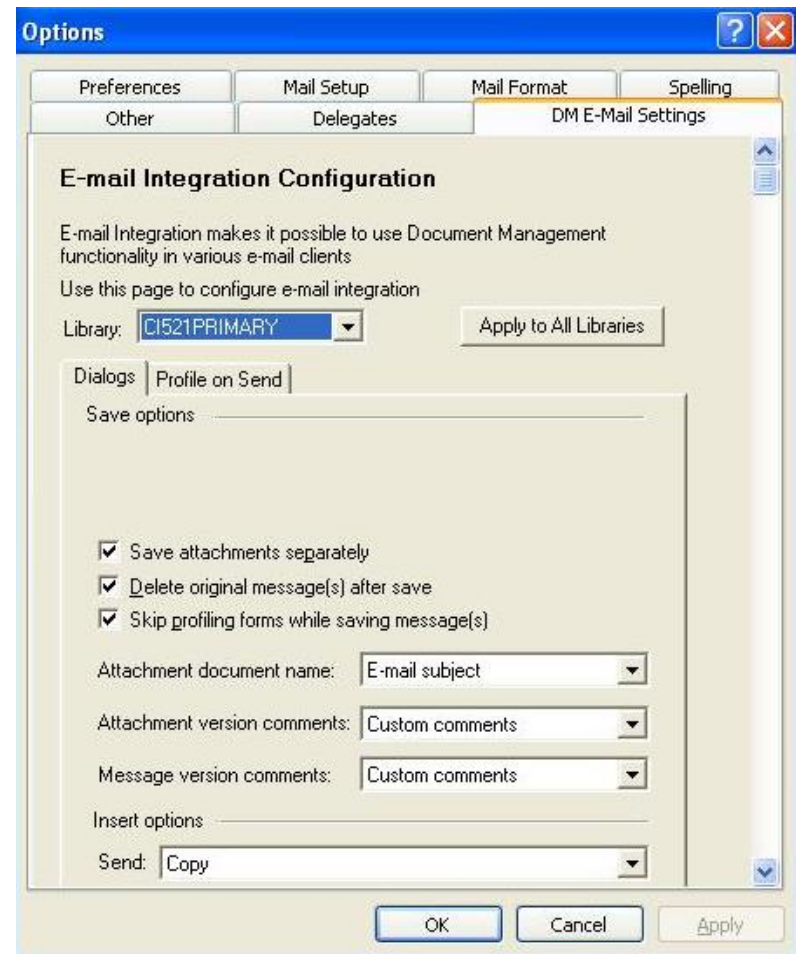 Options
Preferences Mail Setup Mail Format Spelling
Other Delegates DM E-Mail Settings
E-mail Integration Configuration
E-mail Integration makes it possible to use Document Management
functionality in various e-mail clients
Use this page to configure e-mail integration
Library: CI521PRIMARY Apply to All Libraries
Dialogs Profile on Send
Save options
Save attachments separately
Delete original message(s) after save
Skip profiling forms while saving message(s)
Attachment document name: E-mail subject
Attachment version comments: Custom comments
Message version comments: Custom comments
Insert options
Send: Copy
OK Cancel Apply